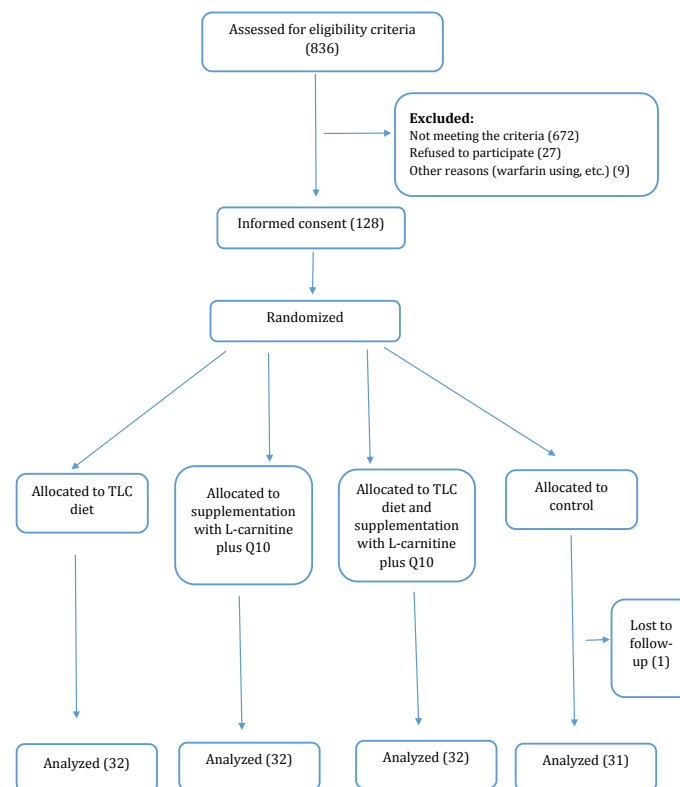 Assessed for eligibility criteria
(836)
Excluded:
Not meeting the criteria (672)
Refused to participate (27)
Other reasons (warfarin using, etc.) (9)
Informed consent (128)
Randomized
Allocated to TLC
diet
Allocated to
supplementation
with L-carnitine
plus Q10
Allocated to TLC
diet and
supplementation
with L-carnitine
plus Q10
Allocated to
control
Lost to
follow-
up (1)
Analyzed (32)
Analyzed (32)
Analyzed (32)
Analyzed (31)